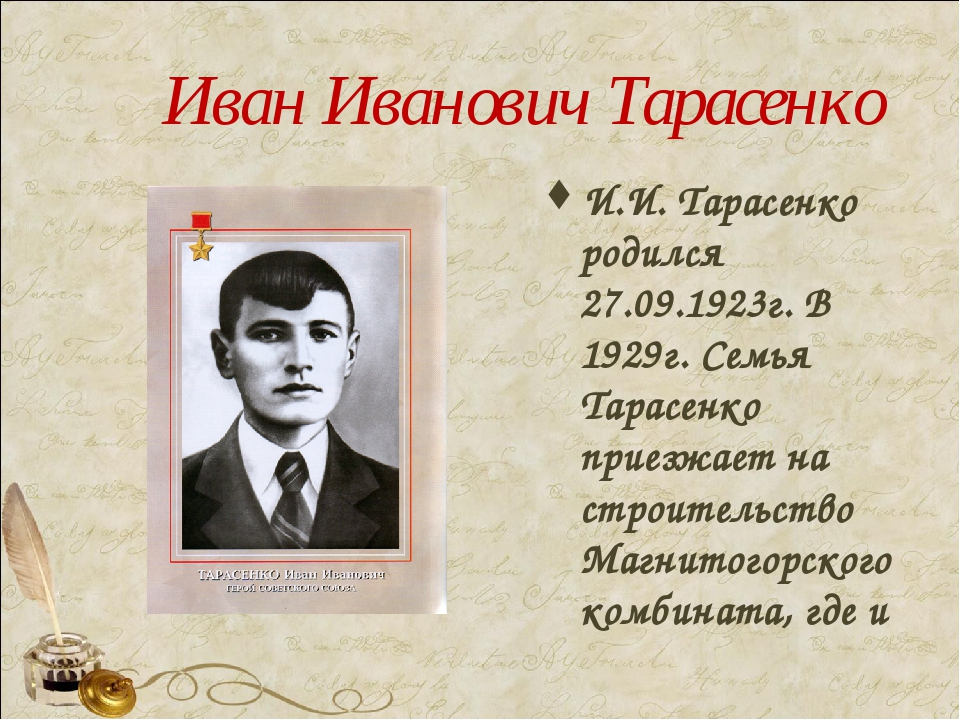 Иван Иванович Тарасенко
И.И. Тарасенко
родился
27.09.1923г. В
1929г. Семья
Тарасенко
приезжает на
строительство
Магнитогорского
комбината, где и
ТАРАСЕНКО Иван Иванович
ГЕРОЙ СОВЕТСКОГО СОЮЗА